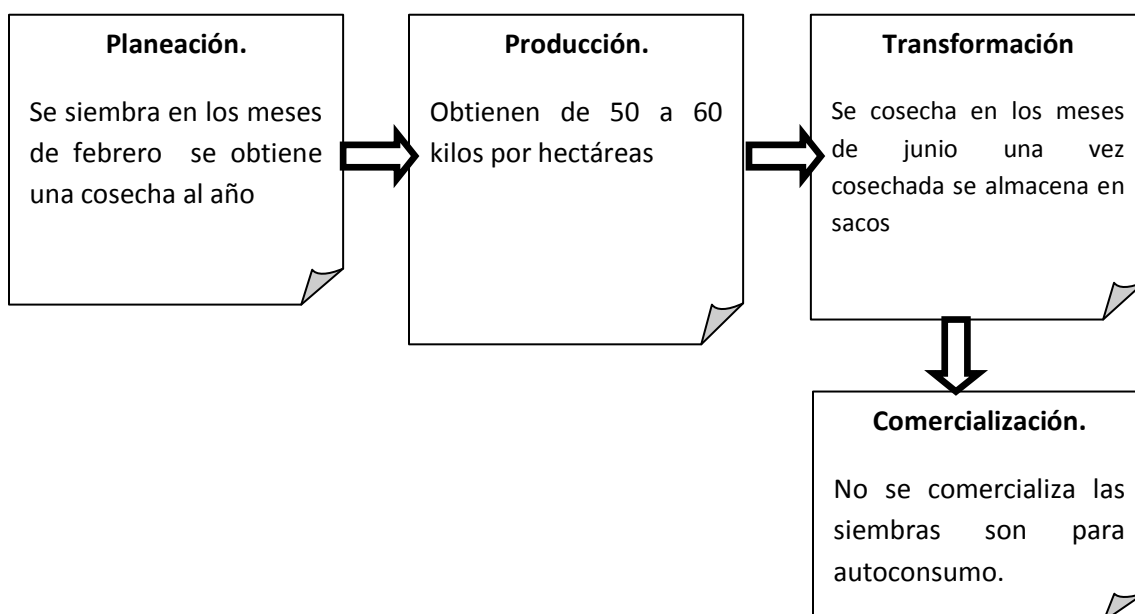 Planeación.
Se siembra en los meses
de febrero se obtiene
una cosecha al año
Producción.
Obtienen de 50 a 60
kilos por hectáreas
Transformación
Se cosecha en los meses
de junio una vez
cosechada se almacena en
sacos
Comercialización.
No se comercializa las
siembras son para
autoconsumo.